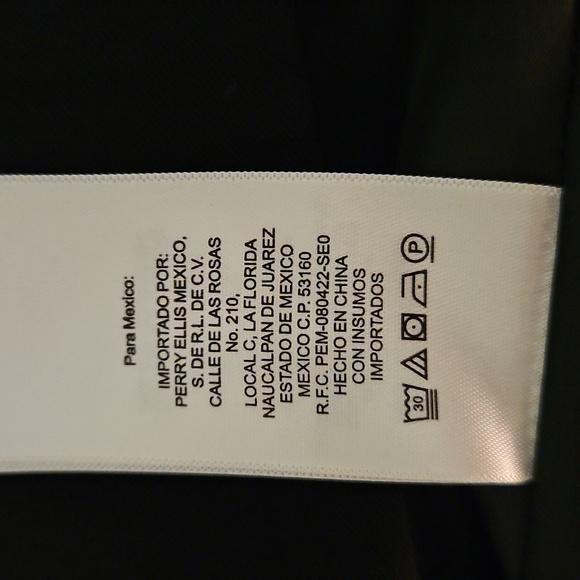 Para Mexico:
IMPORTADO POR:
PERRY ELLIS MEXICO,
S. DE R.L. DE C.V.
CALLE DE LAS ROSAS
No. 210,
LOCAL C, LA FLORIDA
NAUCALPAN DE JUAREZ
ESTADO DE MEXICO
MEXICO C.P. 53160
R.F.C. PEM-080422-SE0
HECHO EN CHINA
CON INSUMOS
IMPORTADOS
30 P